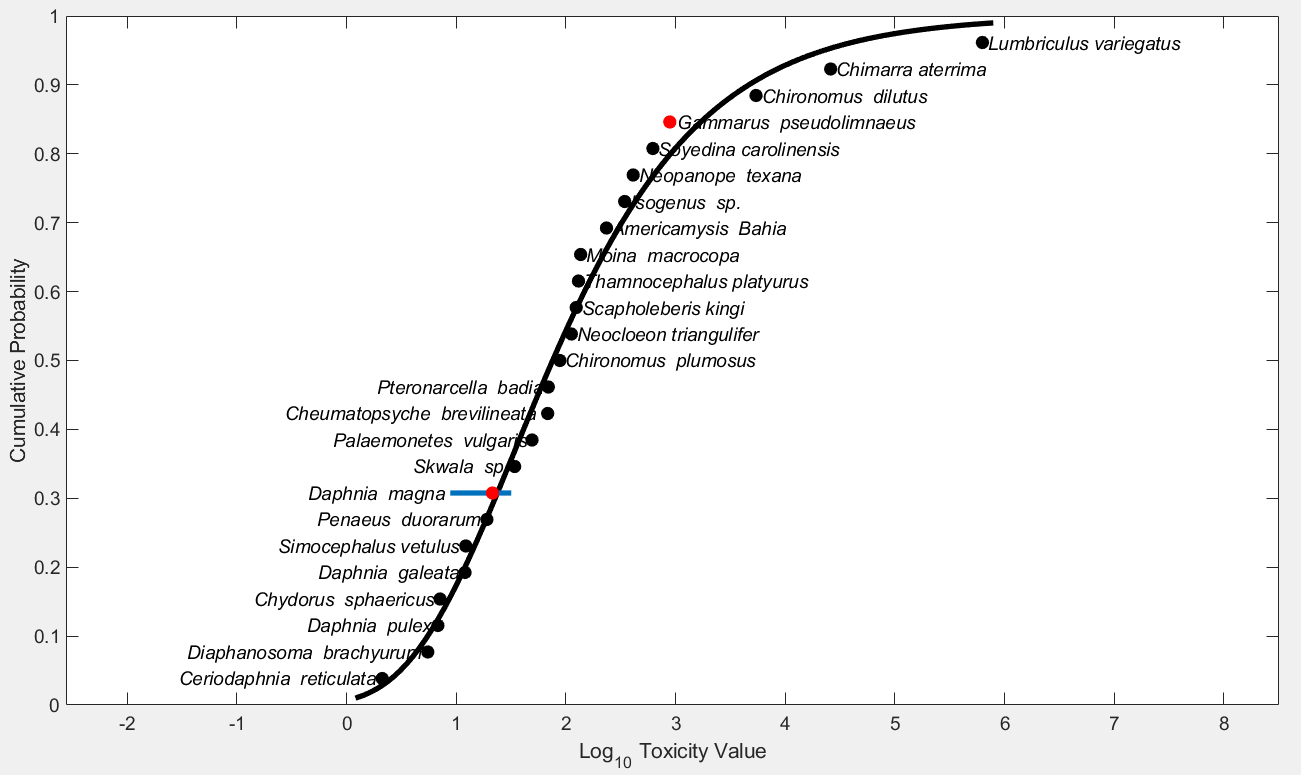 1
Lumbriculus variegatus
Chimarra aterrima
0.9
Chironomus dilutus
Gammarus pseudolimnaeus
0.8
Soyedina carolinensis
Neopanope texana
Isogenus sp.
0.7
Americamysis Bahia
Moina macrocopa
Thamnocephalus platyurus
0.6
Scapholeberis kingi
Neocloeon triangulifer
Chironomus plumosus
0.5
Pteronarcella badia
Cheumatopsyche brevilineata
0.4
Palaemonetes vulgaris
Skwala sp.
Daphnia magna
0.3
Penaeus duorarum
Simocephalus vetulus
Daphnia galeata
0.2
Chydorus sphaericus
Daphnia pulex
0.1
Diaphanosoma brachyurum
Ceriodaphnia reticulata
0
Cumulative Probability
-2 -1 0 1 2 3 4 5 6 7 8
Log10 Toxicity Value